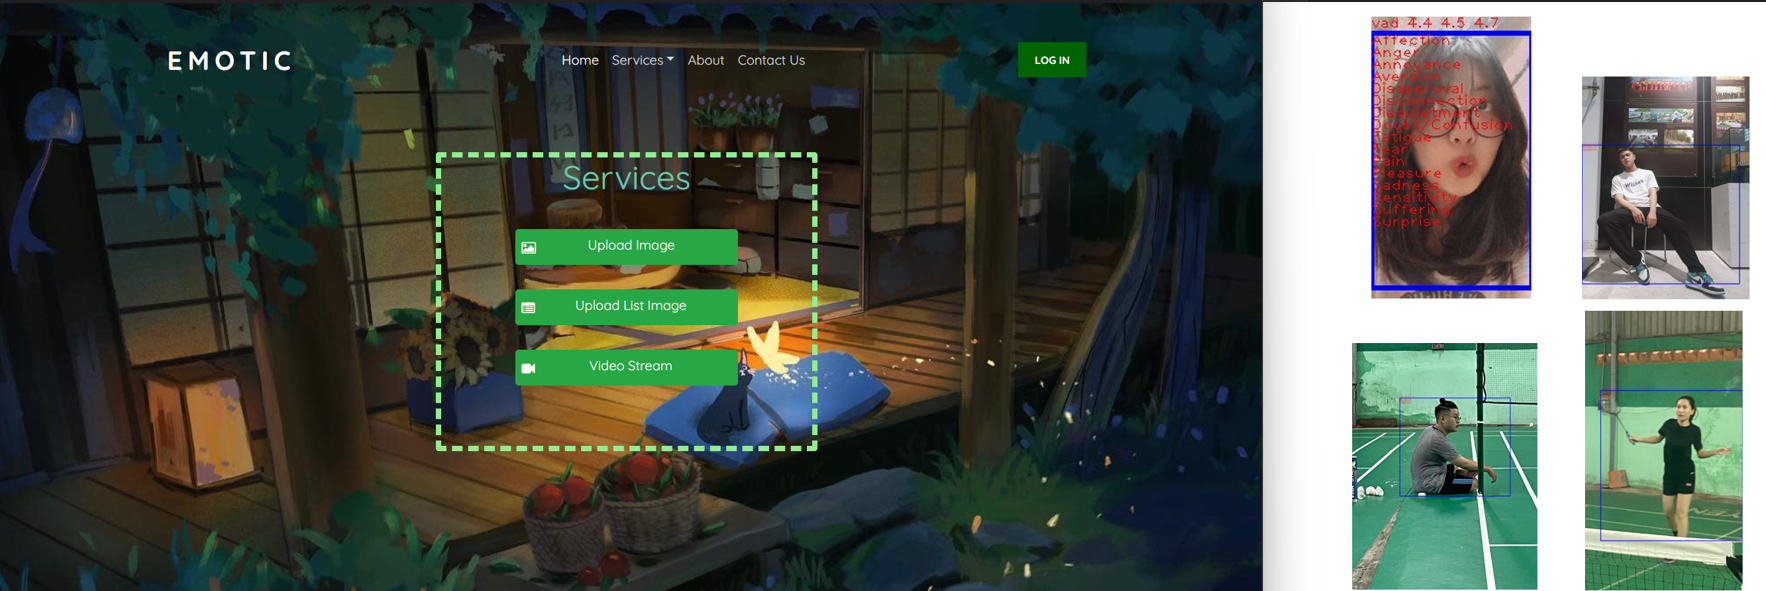 EMOTIC
Home Services About Contact Us
LOG IN
Services
Upload Image
Upload List Image
Video Stream
vad 4.4 4.5 4.7
Affection
Anger
Annoyance
Aversion
Disapproval
Disconnection
Disquietment
Doubt/Confusion
Fatigue
Fear
Pain
Pleasure
Sadness
Sensitivity
Suffering
Surprise